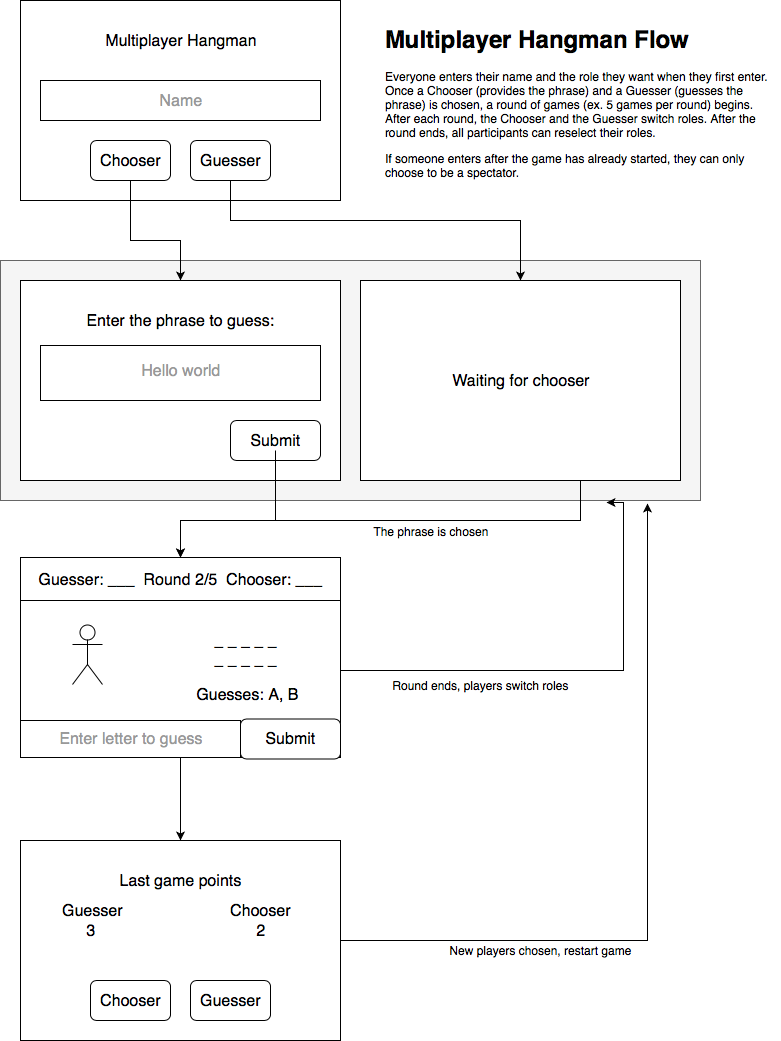 Multiplayer Hangman
Name
Chooser
Guesser
Multiplayer Hangman Flow
Everyone enters their name and the role they want when they first enter.
Once a Chooser (provides the phrase) and a Guesser (guesses the
phrase) is chosen, a round of games (ex. 5 games per round) begins.
After each round, the Chooser and the Guesser switch roles. After the
round ends, all participants can reselect their roles.
If someone enters after the game has already started, they can only
choose to be a spectator.
Enter the phrase to guess:
Hello world
Submit
Waiting for chooser
The phrase is chosen
Guesser: ___ Round 2/5 Chooser: ___
_ _ _ _ _
_ _ _ _ _
Guesses: A, B
Enter letter to guess
Submit
Round ends, players switch roles
Last game points
Guesser
3
Chooser
2
Chooser
Guesser
New players chosen, restart game